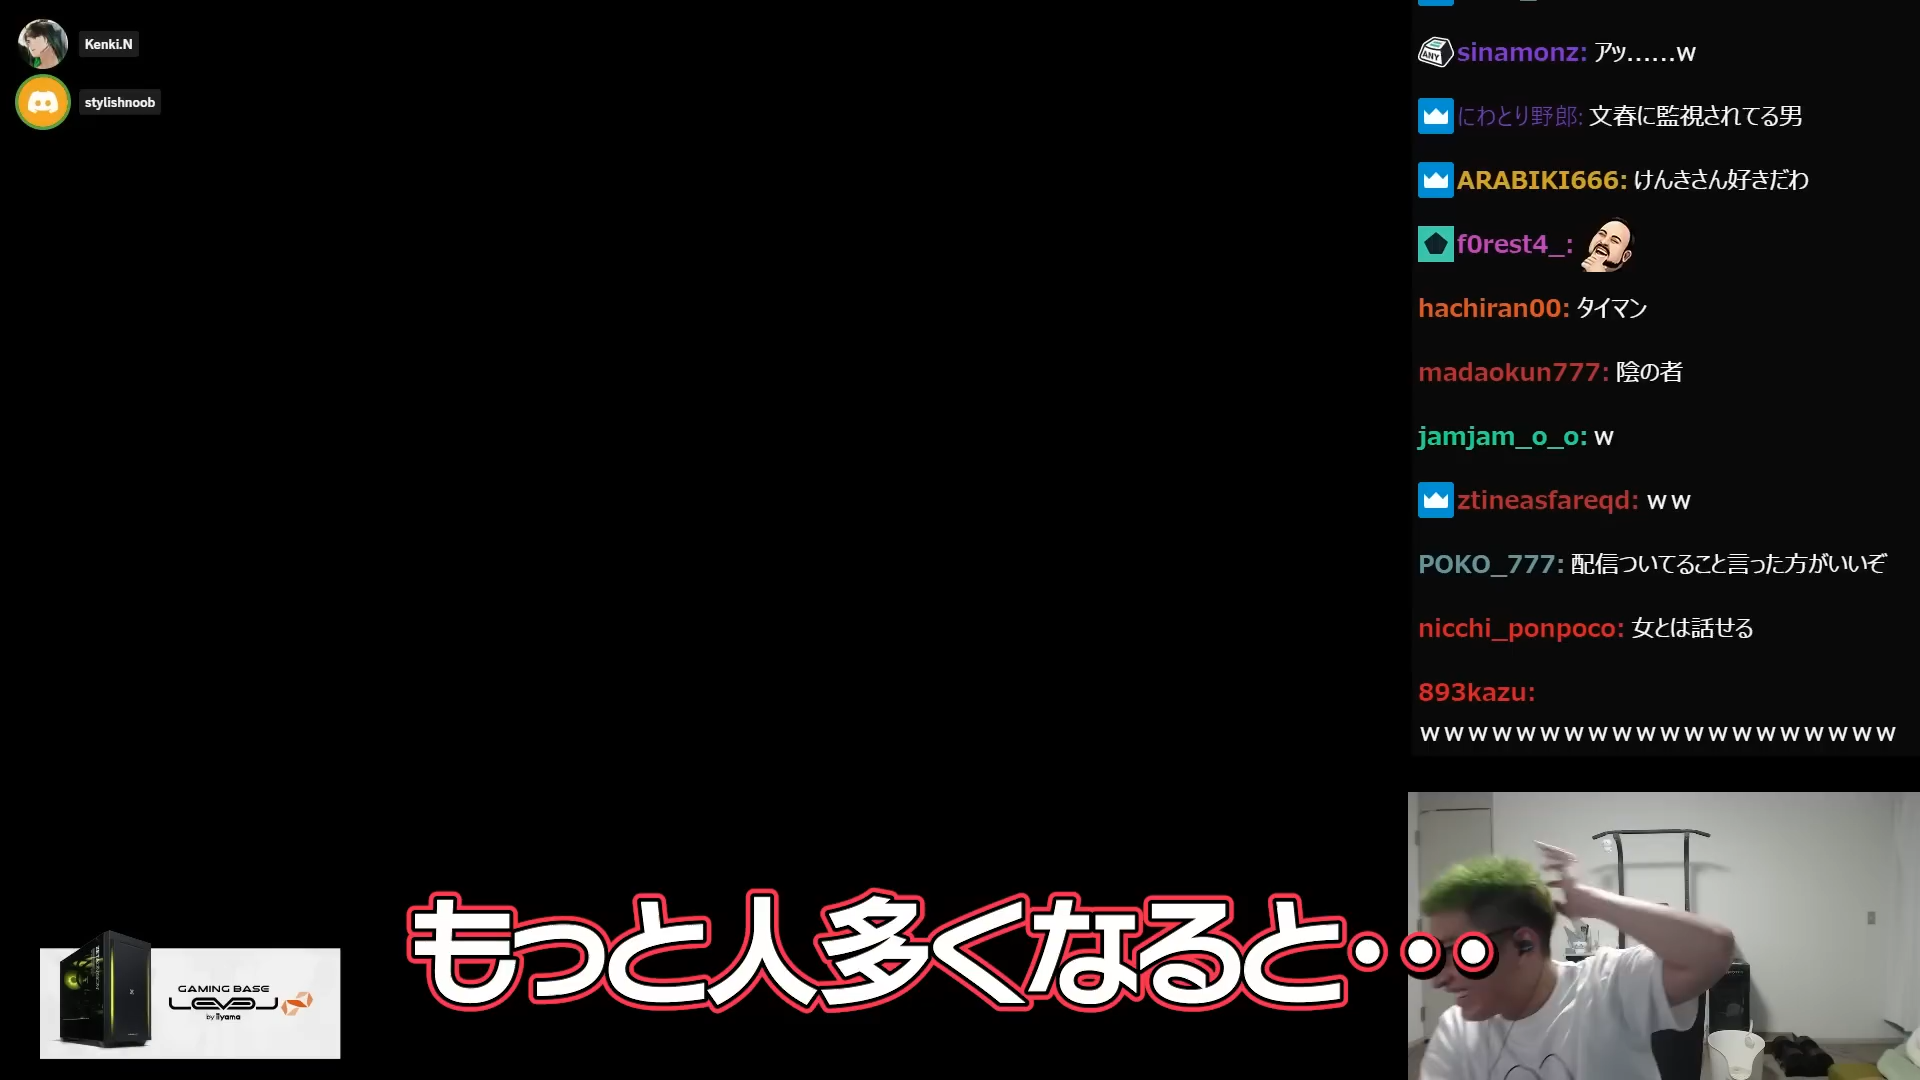 Kenki.N
stylishnoob
sinamonz: アッ……w
にわとり野郎: 文春に監視されてる男
ARABIKI666: けんきさん好きだわ
f0rest4_:
hachiran00: タイマン
madaokun777: 陰の者
jamjam_o_o: w
ztineasfareqd: ｗｗ
POKO_777: 配信ついてること言った方がいいぞ
nicchi_ponpoco: 女とは話せる
893kazu:
ｗｗｗｗｗｗｗｗｗｗｗｗｗｗｗｗｗｗｗｗ
もっと人多くなると・・・
GAMING BASE
LEVEL∞
by iiyama